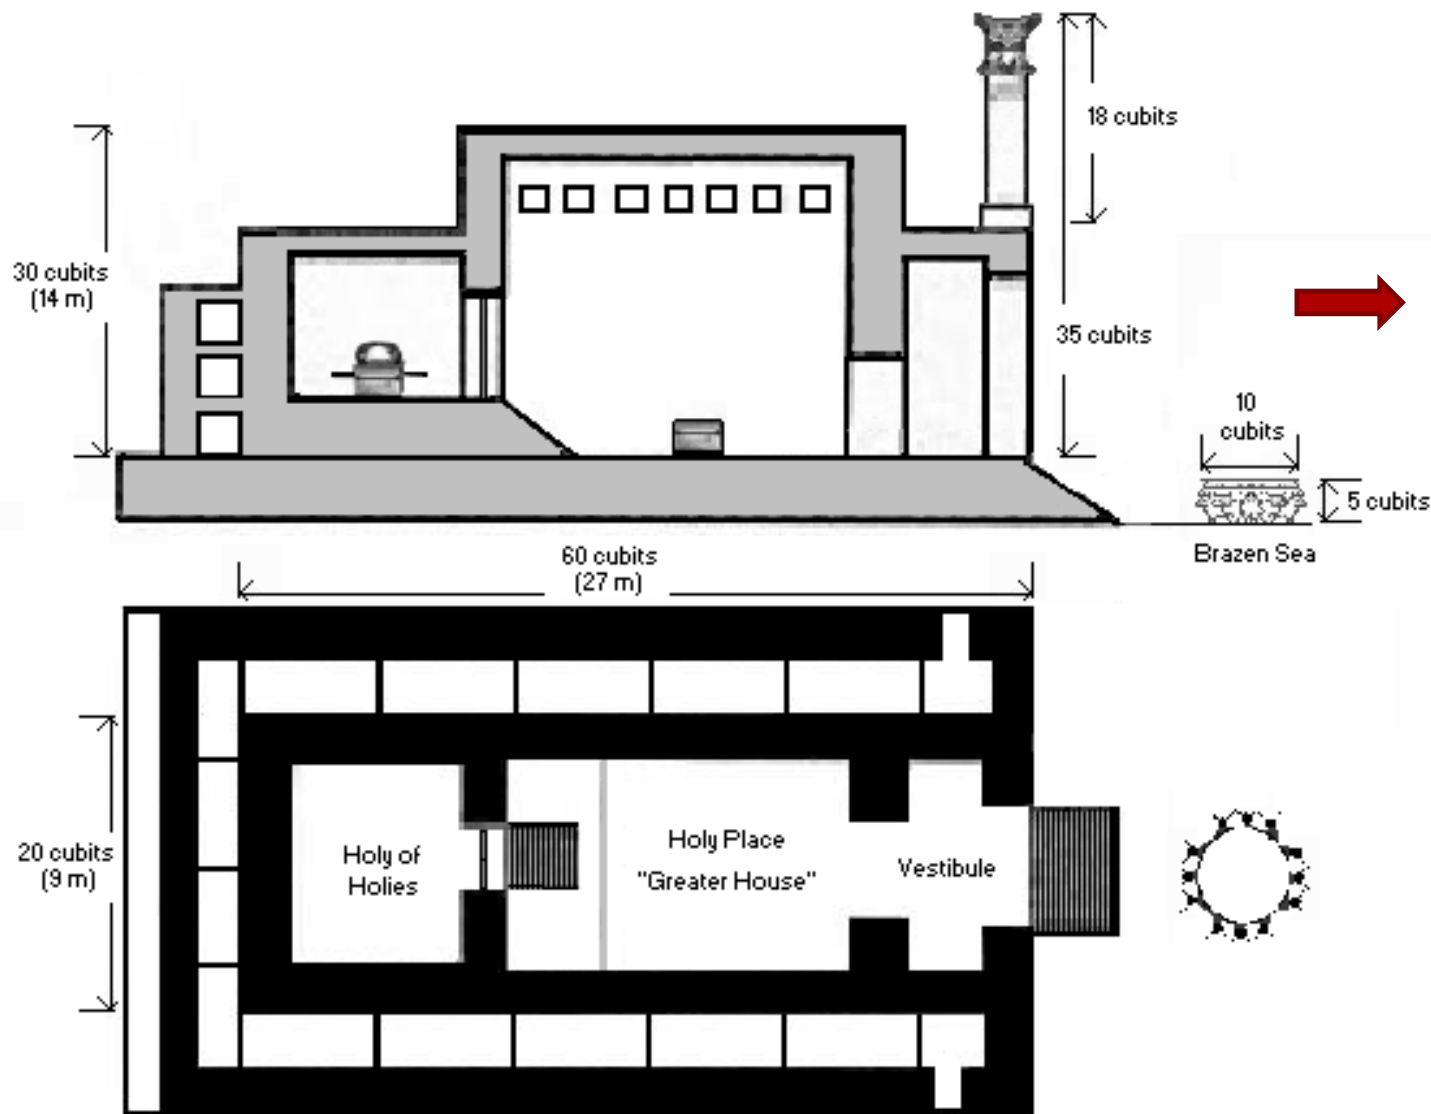 18 cubits
30 cubits
(14 m)
35 cubits
10
cubits
5 cubits
Brazen Sea
60 cubits
(27 m)
20 cubits
(9 m)
Holy of
Holies
Holy Place
"Greater House"
Vestibule